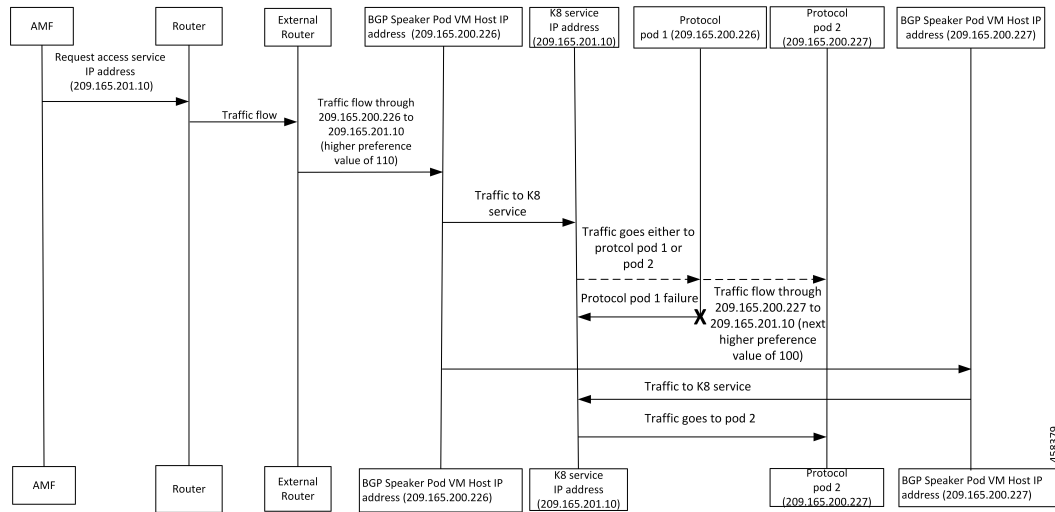 AMF
Router
External
Router
BGP Speaker Pod VM Host IP
address (209.165.200.226)
K8 service
IP address
(209.165.201.10)
Protocol
pod 1 (209.165.200.226)
Protocol
pod 2
(209.165.200.227)
BGP Speaker Pod VM Host IP
address (209.165.200.227)
Request access service
IP address
(209.165.201.10)
Traffic flow
Traffic flow through
209.165.200.226 to
209.165.201.10
(higher preference
value of 110)
Traffic to K8
service
Traffic goes either to
protcol pod 1 or
pod 2
Protocol pod 1 failure
X
Traffic flow through
209.165.200.227 to
209.165.201.10 (next
higher preference
value of 100)
Traffic to K8 service
Traffic goes to pod 2
458379
AMF
Router
External
Router
BGP Speaker Pod VM Host IP
address (209.165.200.226)
K8 service
IP address
(209.165.201.10)
Protocol
pod 2
(209.165.200.227)
BGP Speaker Pod VM Host IP
address (209.165.200.227)